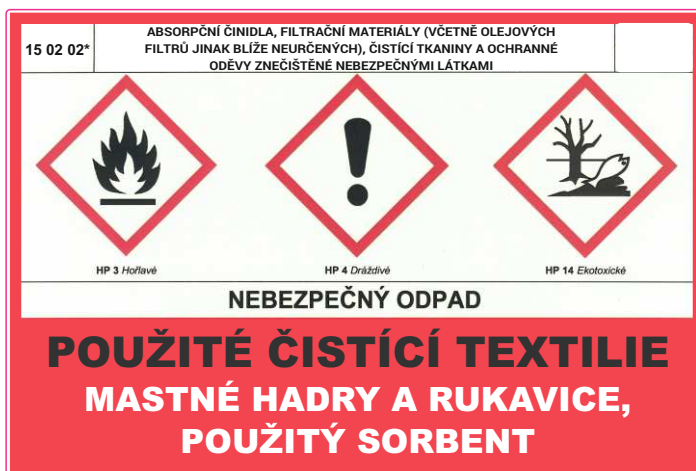 15 02 02*
ABSORPČNÍ ČINIDLA, FILTRAČNÍ MATERIÁLY (VČETNĚ OLEJOVÝCH
FILTRŮ JINAK BLÍŽE NEURČENÝCH), ČISTÍCÍ TKANINY A OCHRANNÉ
ODĚVY ZNEČIŠTĚNÉ NEBEZPEČNÝMI LÁTKAMI
HP 3 Hořlavé
HP 4 Dráždivé
HP 14 Ekotoxické
NEBEZPEČNÝ ODPAD
POUŽITÉ ČISTÍCÍ TEXTILIE
MASTNÉ HADRY A RUKAVICE,
POUŽITÝ SORBENT